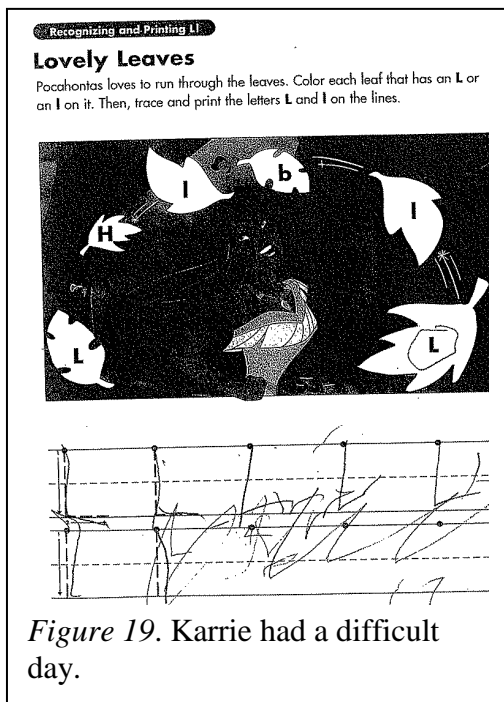 Recognizing and Printing Ll
Lovely Leaves
Pocahontas loves to run through the leaves. Color each leaf that has an L or
an l on it. Then, trace and print the letters L and l on the lines.
l
b
H
l
L
L
Figure 19. Karrie had a difficult
day.